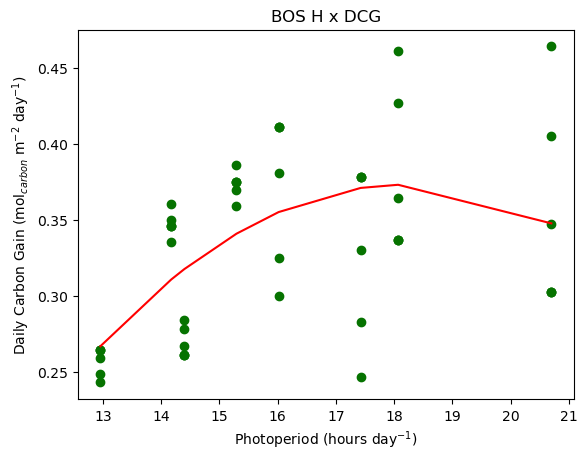 BOS H x DCG
Daily Carbon Gain (mol$_{carbon}$ m$^{-2}$ day$^{-1}$)
0.45
0.40
0.35
0.30
0.25
13 14 15 16 17 18 19 20 21
Photoperiod (hours day$^{-1}$)